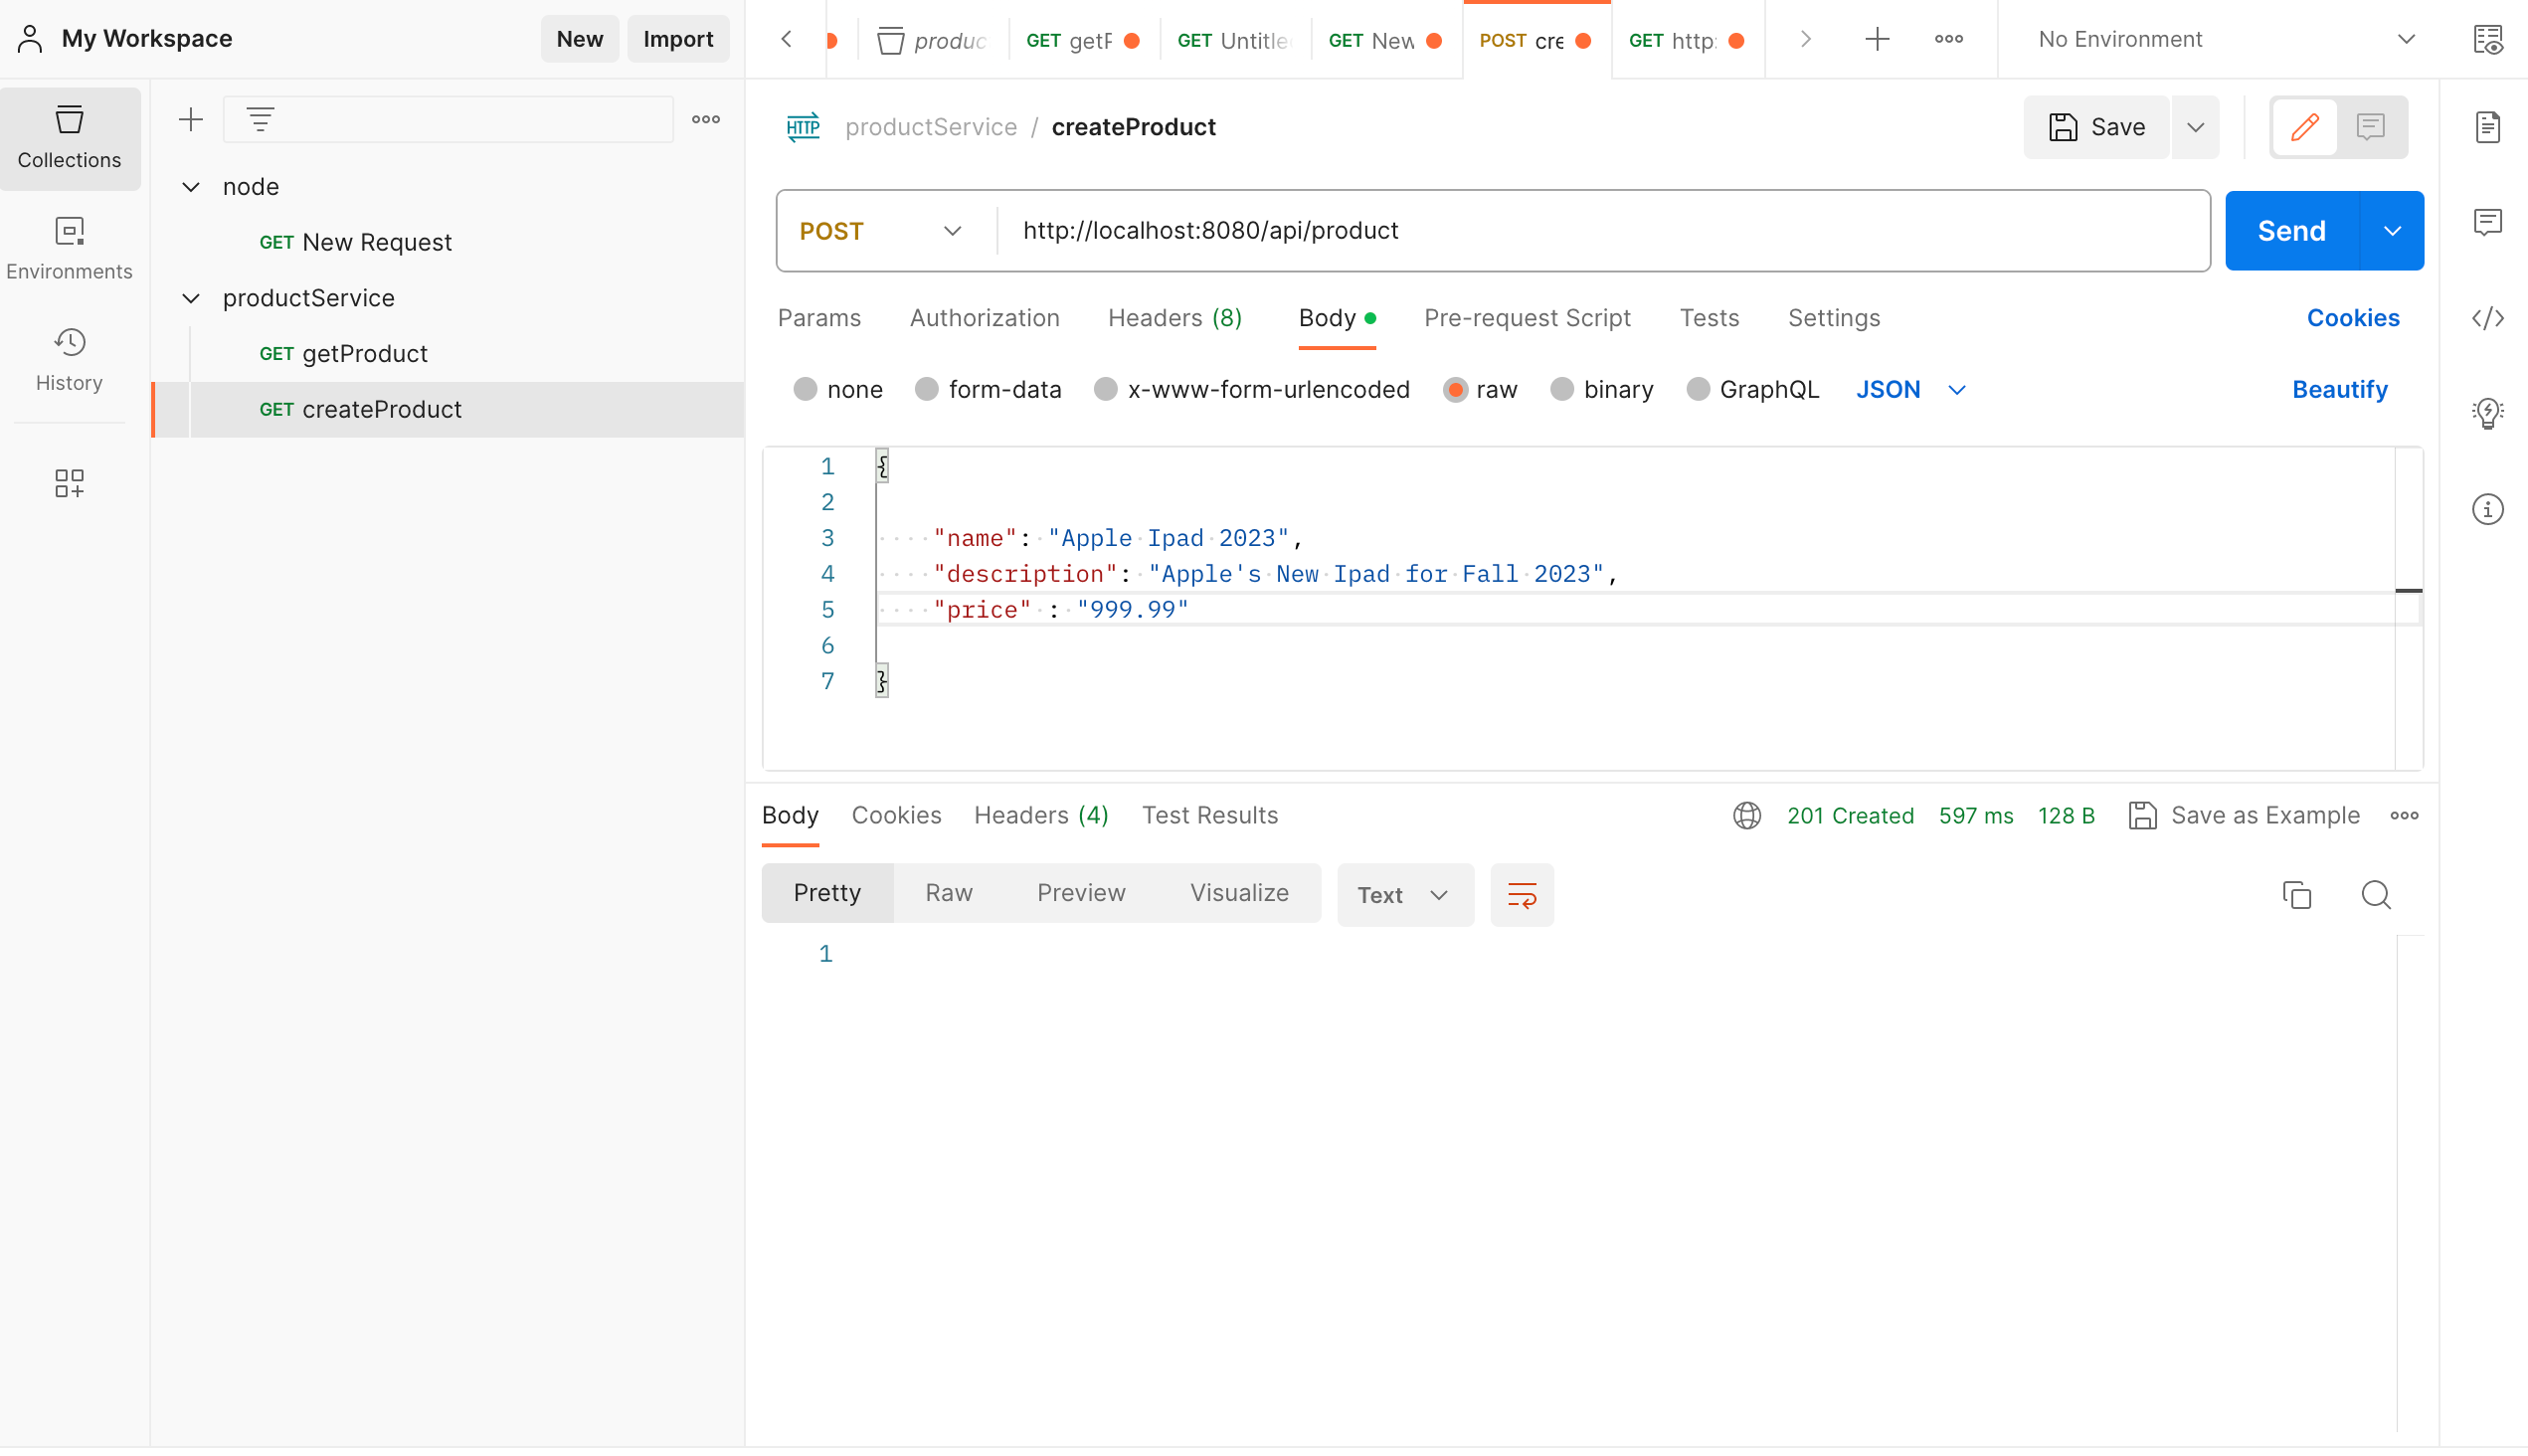 My Workspace
New Import
produc
GET getP
GET Untitle
GET New
POST cre
GET http:
No Environment
Collections
Environments
History
node
GET New Request
productService
GET getProduct
GET createProduct
HTTP productService / createProduct
Save
POST http://localhost:8080/api/product
Send
Params Authorization Headers (8) Body Pre-request Script Tests Settings Cookies
none form-data x-www-form-urlencoded raw binary GraphQL JSON Beautify
1 {
2
3 "name": "Apple Ipad 2023",
4 "description": "Apple's New Ipad for Fall 2023",
5 "price" : "999.99"
6
7 }
Body Cookies Headers (4) Test Results 201 Created 597 ms 128 B Save as Example
Pretty Raw Preview Visualize Text
1